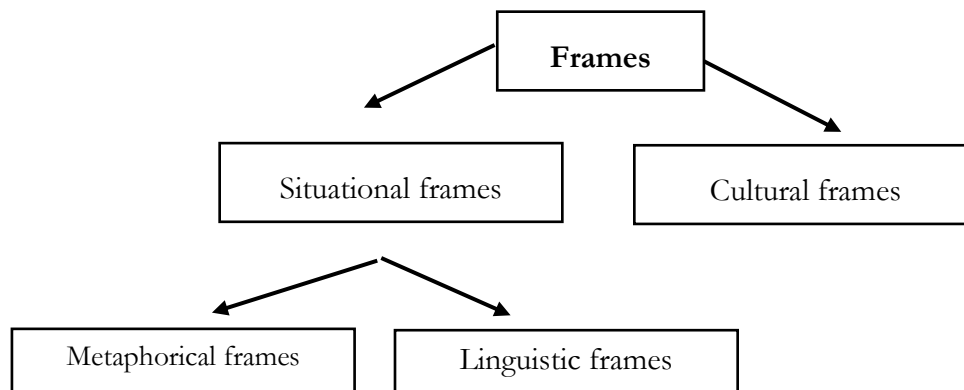 Frames
Situational frames
Cultural frames
Metaphorical frames
Linguistic frames